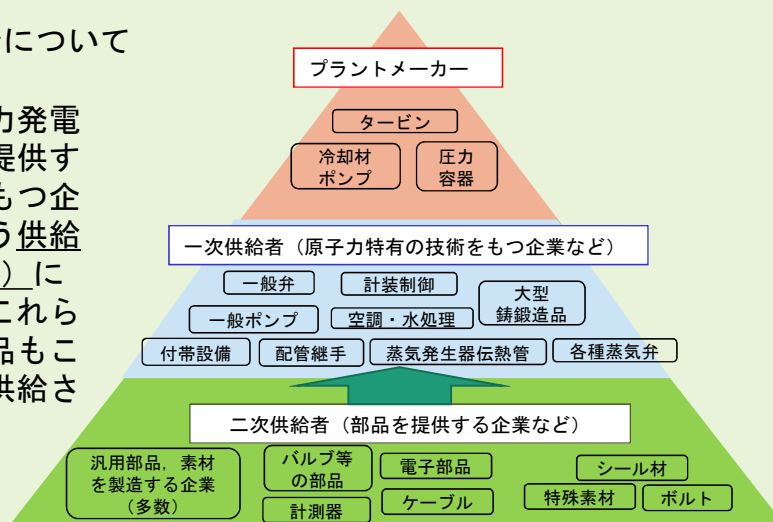 について
プラントメーカー
力発電
提供す
もつ企
う供給
）に
これら
品もこ
供給さ
タービン
冷却材
ポンプ
圧力
容器
一次供給者（原子力特有の技術をもつ企業など）
一般弁
計装制御
大型
鋳鍛造品
一般ポンプ
空調・水処理
付帯設備
配管継手
蒸気発生器伝熱管
各種蒸気弁
二次供給者（部品を提供する企業など）
汎用部品，素材
を製造する企業
（多数）
バルブ等
の部品
電子部品
シール材
計測器
ケーブル
特殊素材
ボルト